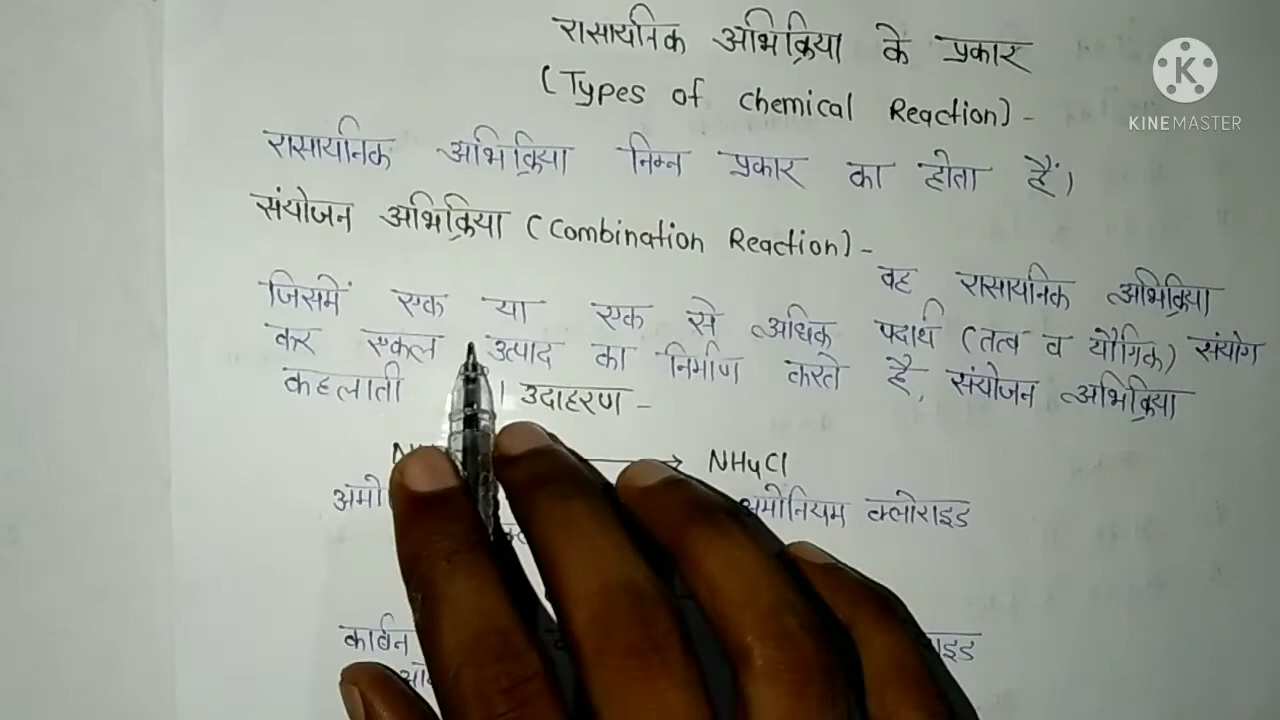 रासायनिक अभिक्रिया के प्रकार
(Types of chemical Reaction) -
रासायनिक अभिक्रिया निम्न प्रकार का होता हैं।
संयोजन अभिक्रिया (Combination Reaction) -
वह रासायनिक अभिक्रिया
जिसमें एक या एक से अधिक पदार्थ (तत्व व यौगिक) संयोग
कर एकल उत्पाद का निर्माण करते है, संयोजन अभिक्रिया
कहलाती । उदाहरण -
NH4Cl
अमोनियम क्लोराइड
कार्बन
KINEMASTER